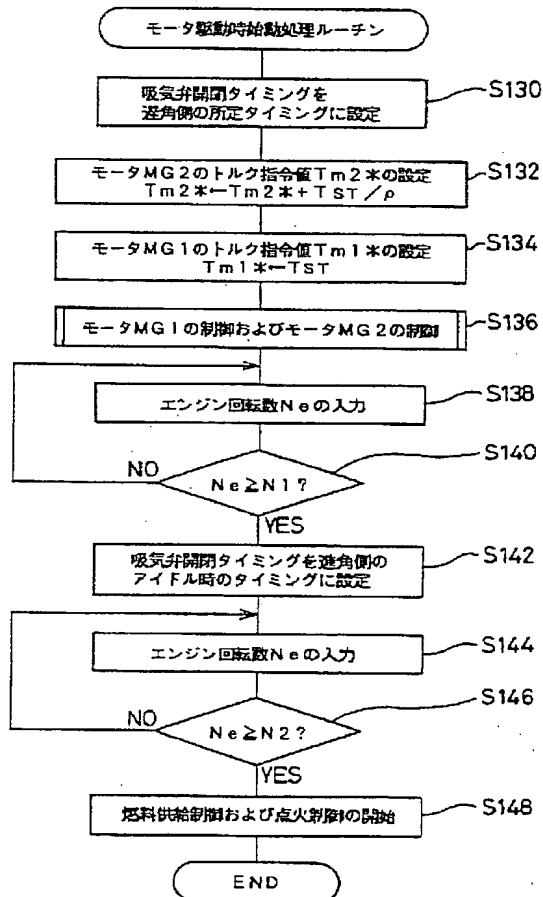 モータ駆動時始動処理ルーチン
吸気弁開閉タイミングを
遅角側の所定タイミングに設定
S130
モータMG2のトルク指令値Tm2*の設定
Tm2*←Tm2*+TST/ρ
S132
モータMG1のトルク指令値Tm1*の設定
Tm1*←TST
S134
モータMG1の制御およびモータMG2の制御
S136
エンジン回転数Neの入力
S138
Ne≧N1?
S140
NO
YES
吸気弁開閉タイミングを進角側の
アイドル時のタイミングに設定
S142
エンジン回転数Neの入力
S144
Ne≧N2?
S146
NO
YES
燃料供給制御および点火制御の開始
S148
END